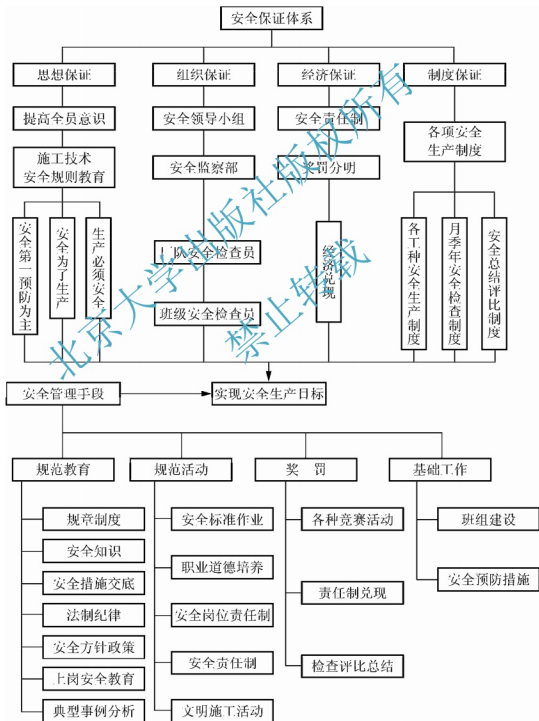 安全保证体系
思想保证
组织保证
经济保证
制度保证
提高全员意识
安全领导小组
安全责任制
各项安全
生产制度
施工技术
安全规则教育
安全监察部
奖罚分明
安全第一预防为主
安全为了生产
生产必须安全
队安全检查员
班级安全检查员
经济兑现
各工种安全生产制度
月季年安全检查制度
安全总结评比制度
安全管理手段
实现安全生产目标
规范教育
规范活动
奖 罚
基础工作
规章制度
安全知识
安全措施交底
法制纪律
安全方针政策
上岗安全教育
典型事例分析
安全标准作业
职业道德培养
安全岗位责任制
安全责任制
文明施工活动
各种竞赛活动
责任制兑现
检查评比总结
班组建设
安全预防措施
北京大学出版社版权所有
禁止转载